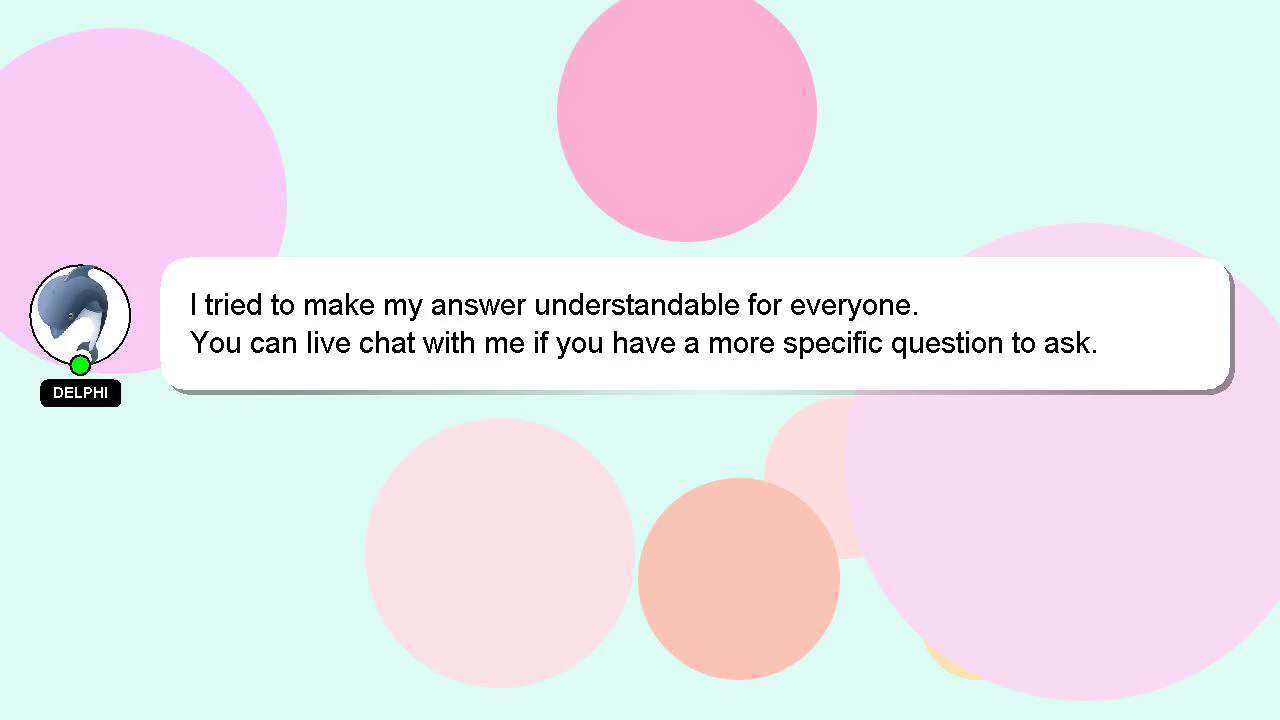 I tried to make my answer understandable for everyone.
You can live chat with me if you have a more specific question to ask.
DELPHI